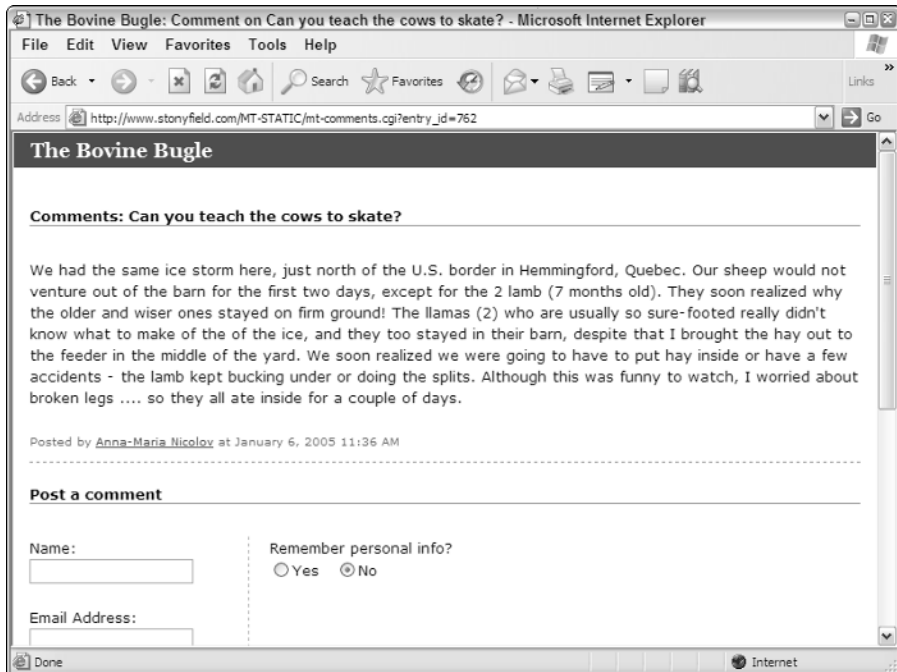 The Bovine Bugle: Comment on Can you teach the cows to skate? - Microsoft Internet Explorer
File Edit View Favorites Tools Help
Back Search Favorites Links »
Address http://www.stonyfield.com/MT-STATIC/mt-comments.cgi?entry_id=762 Go
The Bovine Bugle
Comments: Can you teach the cows to skate?
We had the same ice storm here, just north of the U.S. border in Hemmingford, Quebec. Our sheep would not
venture out of the barn for the first two days, except for the 2 lamb (7 months old). They soon realized why
the older and wiser ones stayed on firm ground! The llamas (2) who are usually so sure-footed really didn't
know what to make of the of the ice, and they too stayed in their barn, despite that I brought the hay out to
the feeder in the middle of the yard. We soon realized we were going to have to put hay inside or have a few
accidents - the lamb kept bucking under or doing the splits. Although this was funny to watch, I worried about
broken legs .... so they all ate inside for a couple of days.
Posted by Anna-Maria Nicolov at January 6, 2005 11:36 AM
Post a comment
Name: Remember personal info?
Yes No
Email Address:
Done Internet